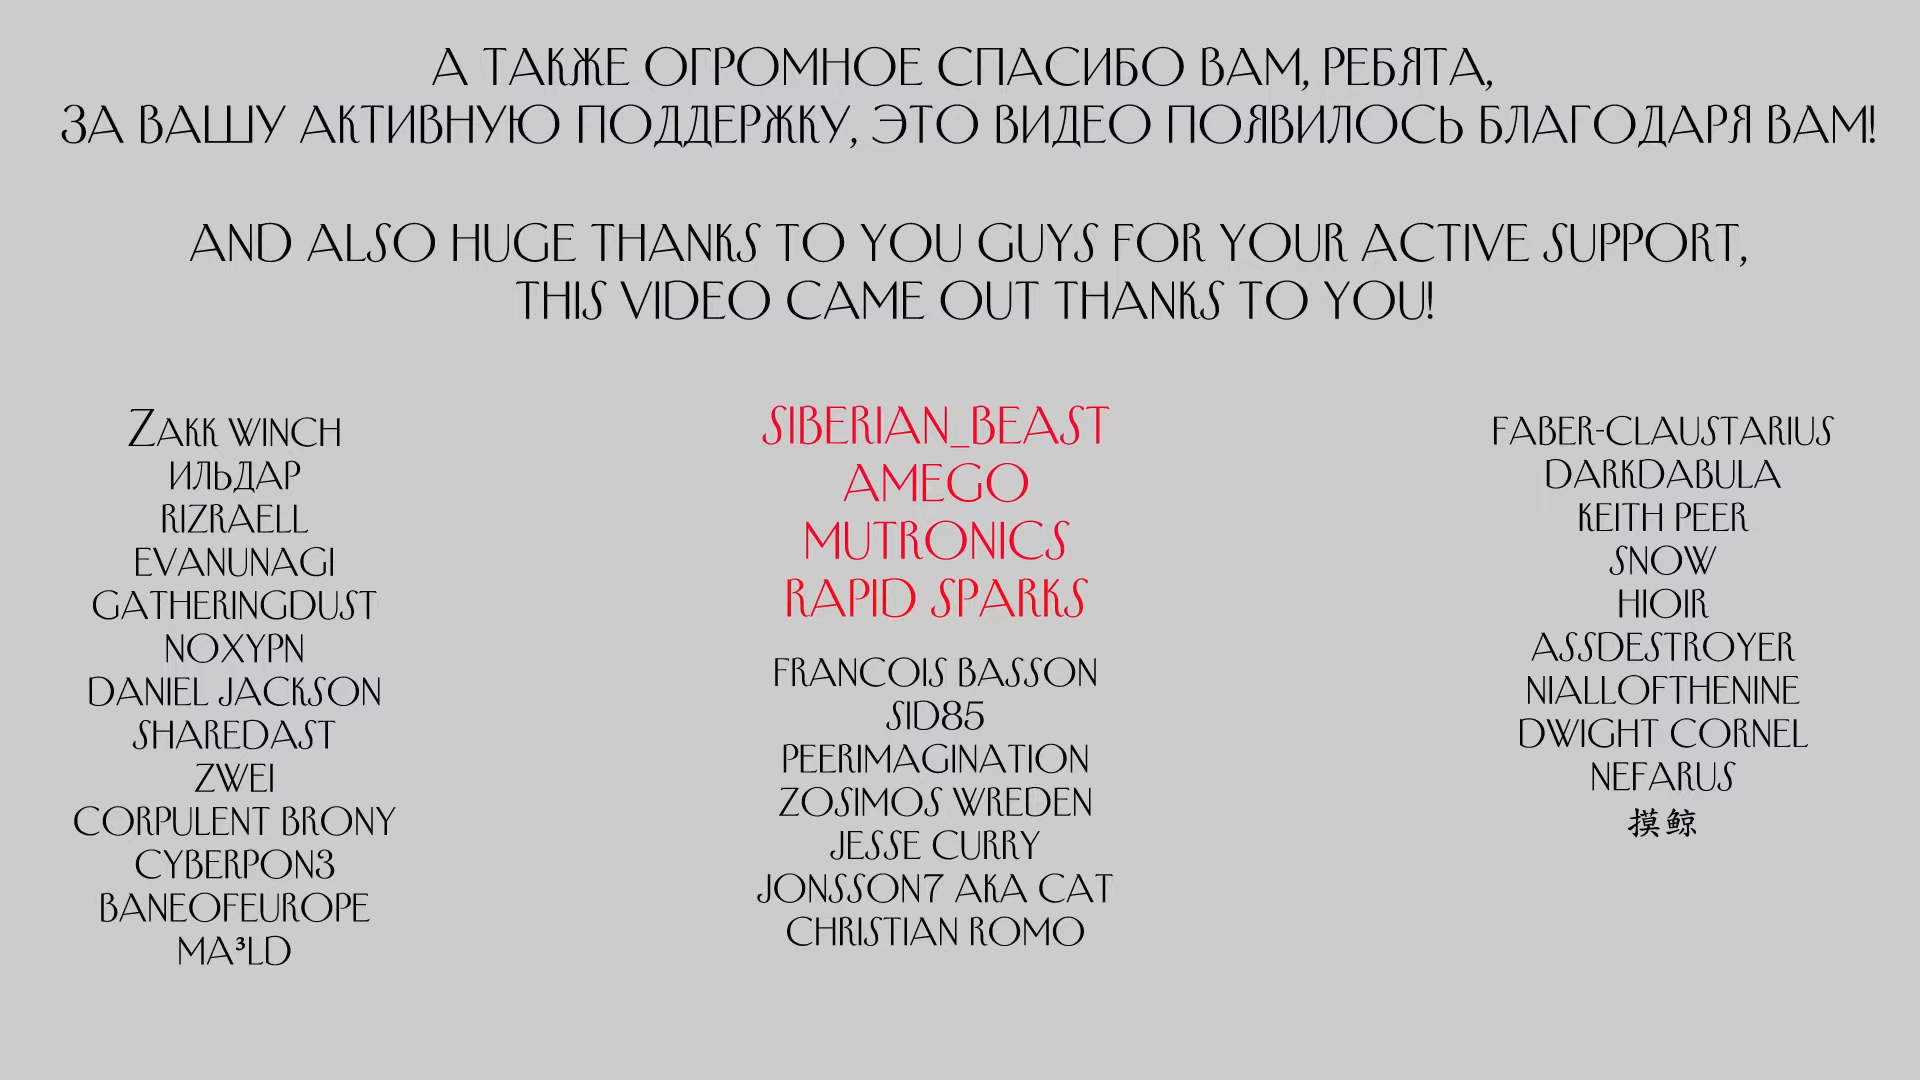 А ТАКЖЕ ОГРОМНОЕ СПАСИБО ВАМ, РЕБЯТА,
ЗА ВАШУ АКТИВНУЮ ПОДДЕРЖКУ, ЭТО ВИДЕО ПОЯВИЛОСЬ БЛАГОДАРЯ ВАМ!
AND ALSO HUGE THANKS TO YOU GUYS FOR YOUR ACTIVE SUPPORT,
THIS VIDEO CAME OUT THANKS TO YOU!
ZAKK WINCH
ИЛЬДАР
RIZRAELL
EVANUNAGI
GATHERINGDUST
NOXYPN
DANIEL JACKSON
SHAREDAST
ZWEI
CORPULENT BRONY
CYBERPON3
BANEOFEUROPE
MA³LD
SIBERIAN_BEAST
AMEGO
MUTRONICS
RAPID SPARKS
FRANCOIS BASSON
SID85
PEERIMAGINATION
ZOSIMOS WREDEN
JESSE CURRY
JONSSON7 AKA CAT
CHRISTIAN ROMO
FABER-CLAUSTARIUS
DARKDABULA
KEITH PEER
SNOW
HIOIR
ASSDESTROYER
NIALLOFTHENINE
DWIGHT CORNEL
NEFARUS
摸鲸